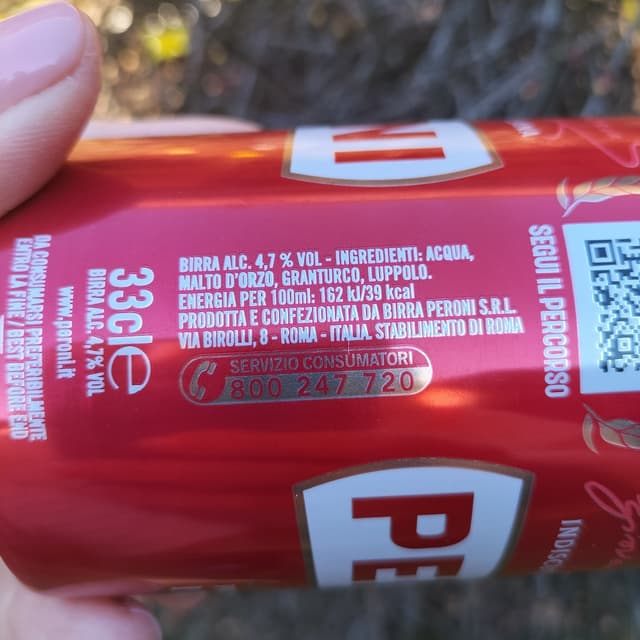 BIRRA ALC. 4,7 % VOL - INGREDIENTI: ACQUA,
MALTO D'ORZO, GRANTURCO, LUPPOLO.
ENERGIA PER 100ml: 162 kJ/39 kcal
PRODOTTA E CONFEZIONATA DA BIRRA PERONI S.R.L.
VIA BIROLLI, 8 - ROMA - ITALIA. STABILIMENTO DI ROMA
SERVIZIO CONSUMATORI
800 247 720
33cl e
BIRRA ALC. 4,7% VOL
www.peroni.it
DA CONSUMARSI PREFERIBILMENTE
ENTRO LA FINE / BEST BEFORE END
SEGUI IL PERCORSO
NI
PE